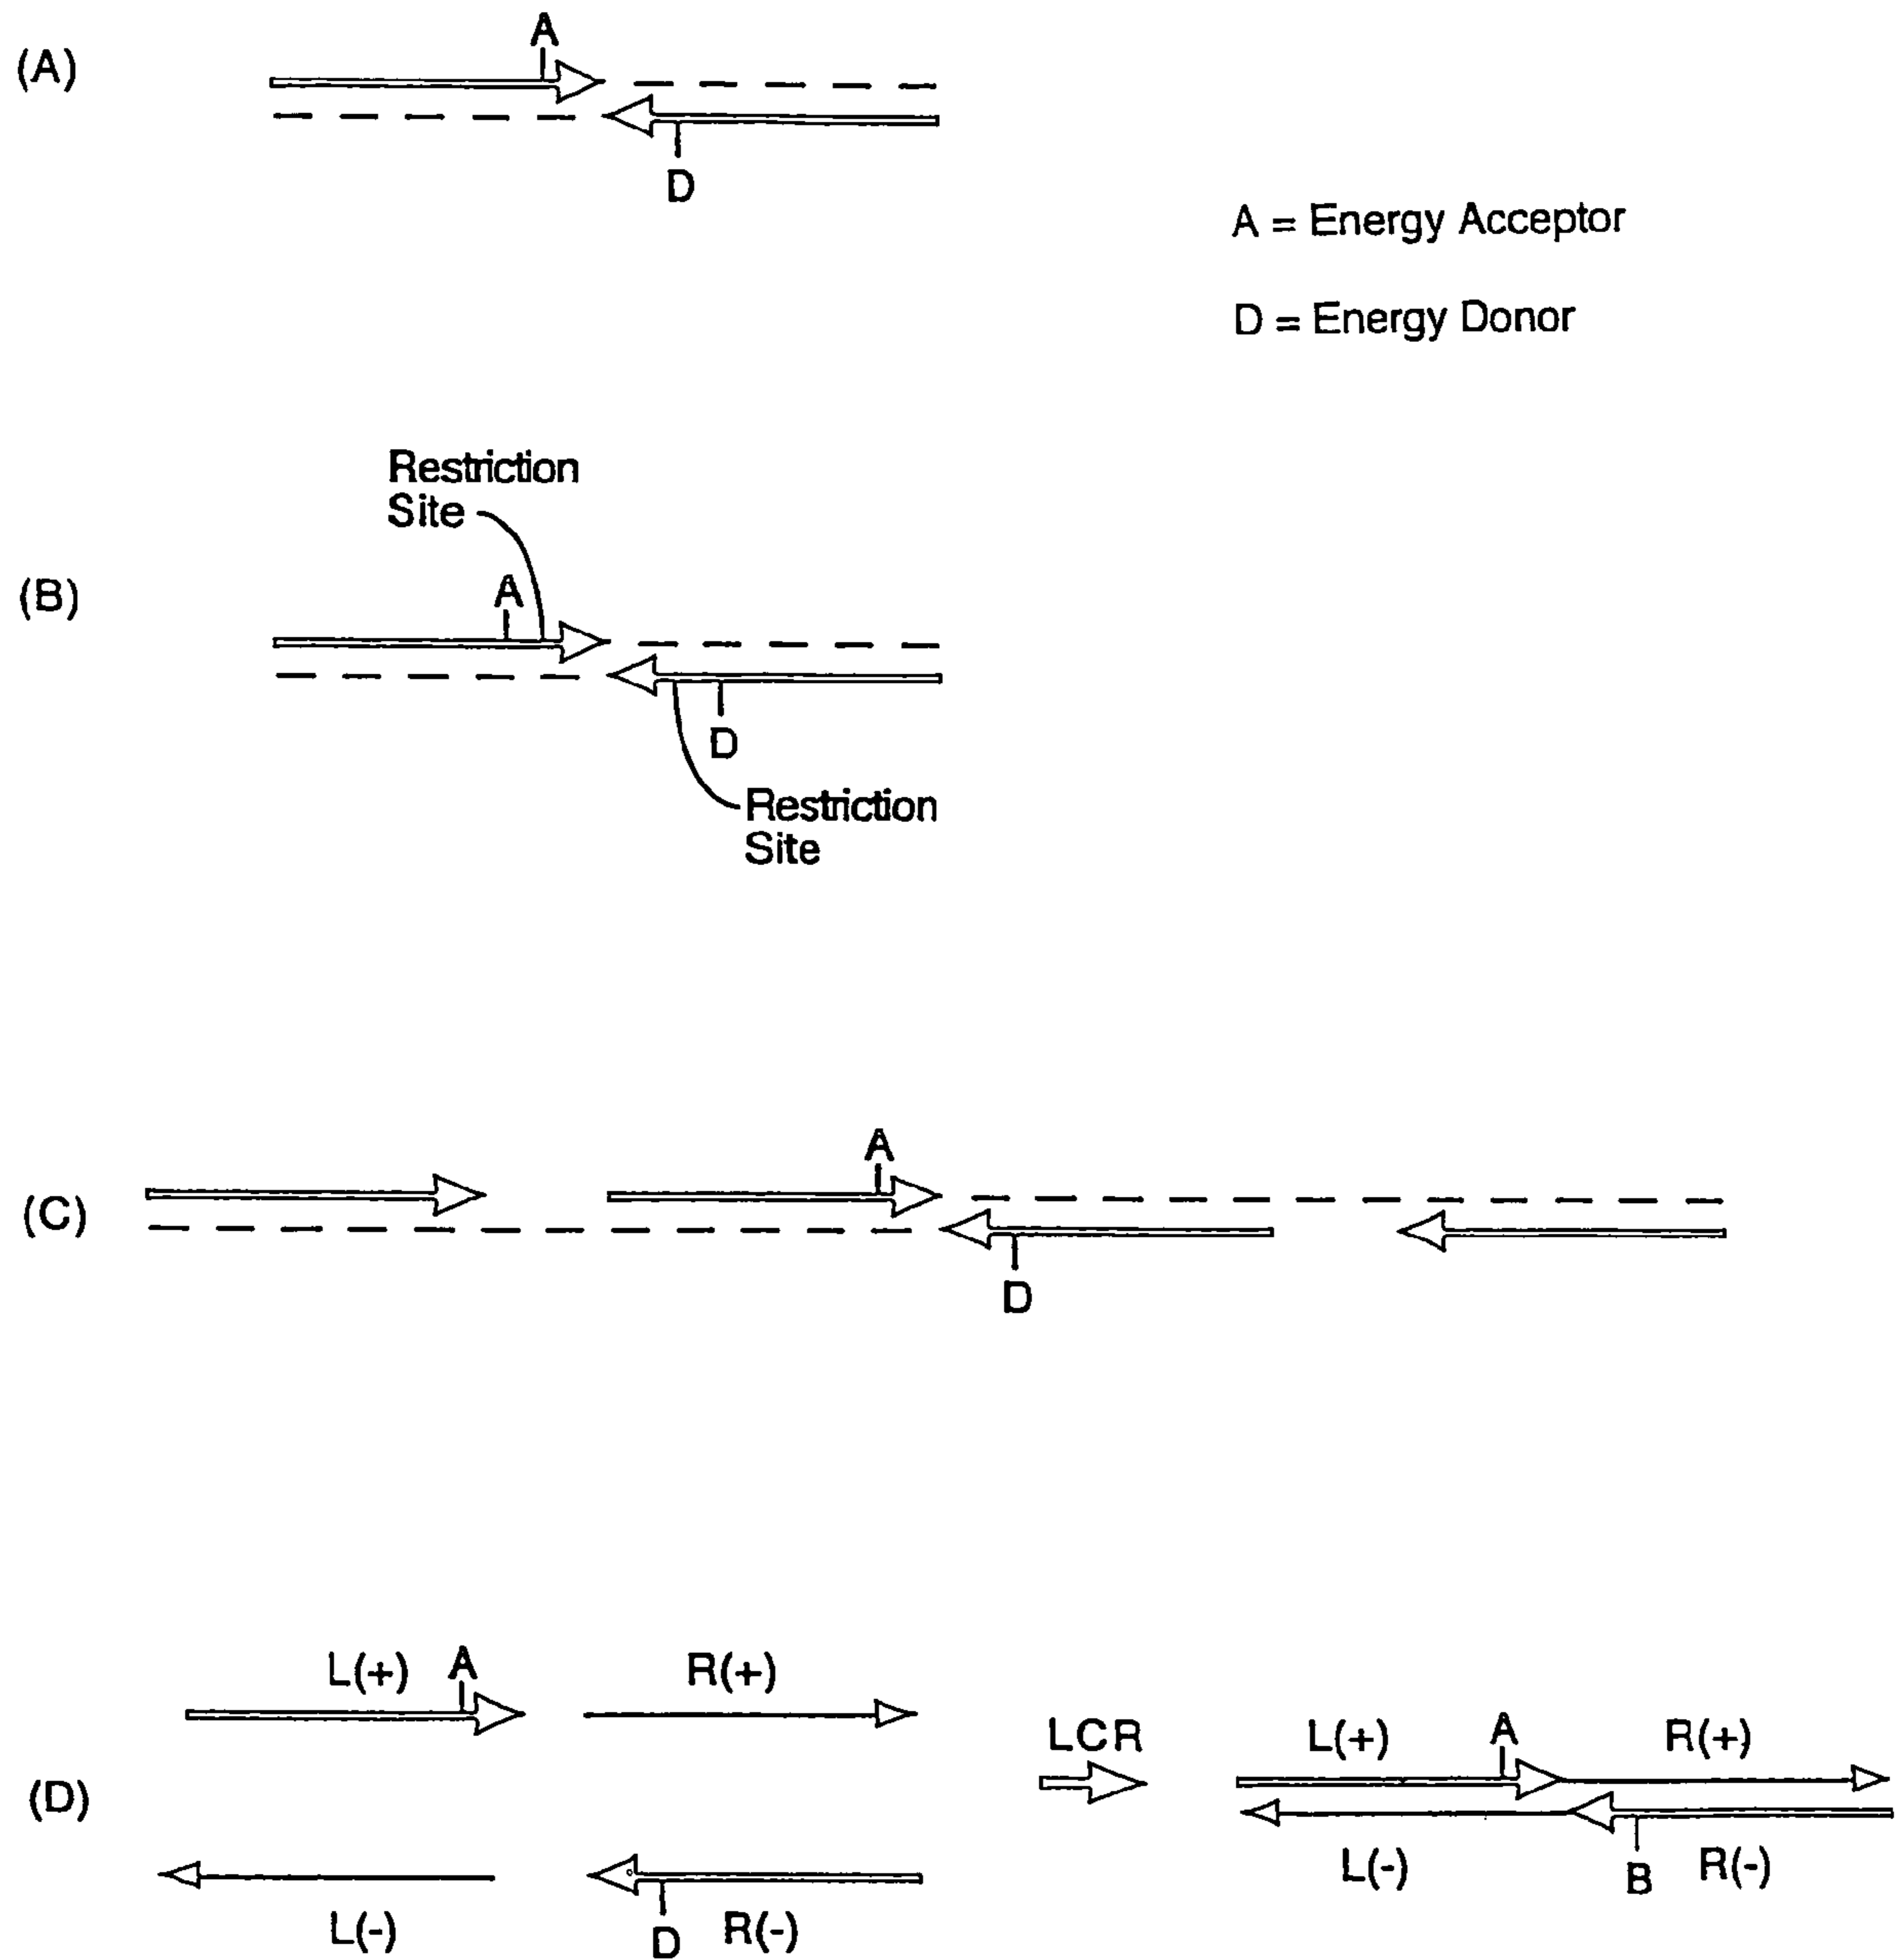 (A)
A
D
A = Energy Acceptor
D = Energy Donor
(B)
Restriction
Site
A
D
Restriction
Site
(C)
A
D
(D)
L(+) A R(+)
L(-) D R(-)
LCR
L(+) A R(+)
L(-) B R(-)